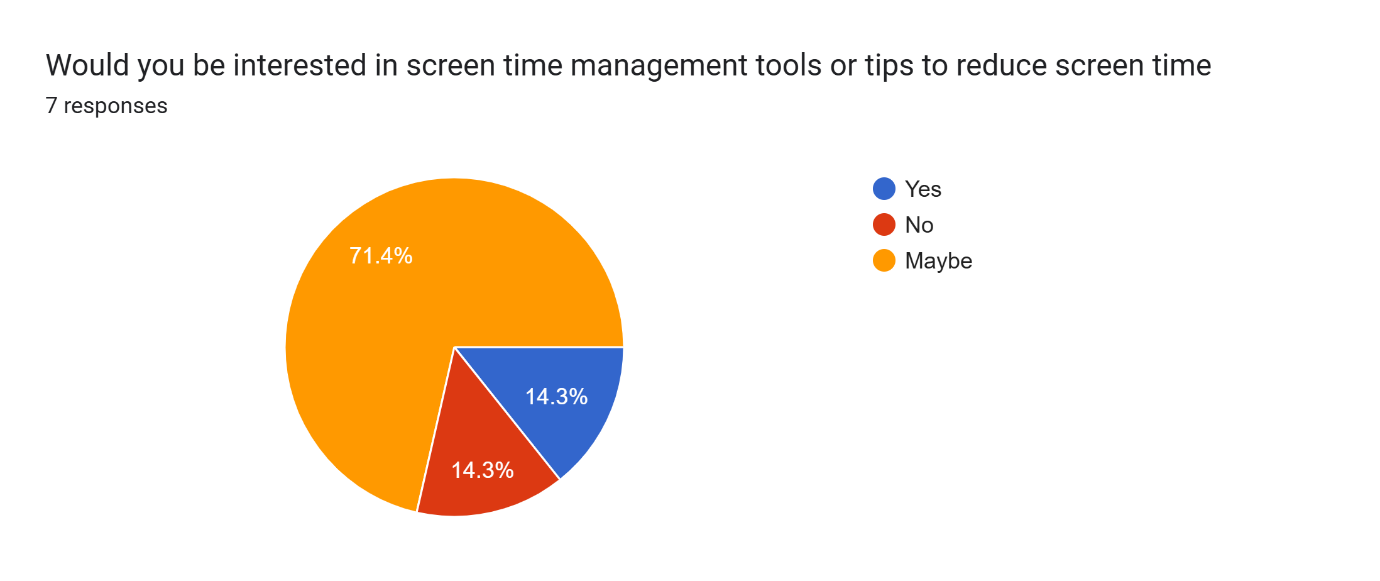 Would you be interested in screen time management tools or tips to reduce screen time
7 responses
Yes
No
Maybe
71.4%
14.3%
14.3%